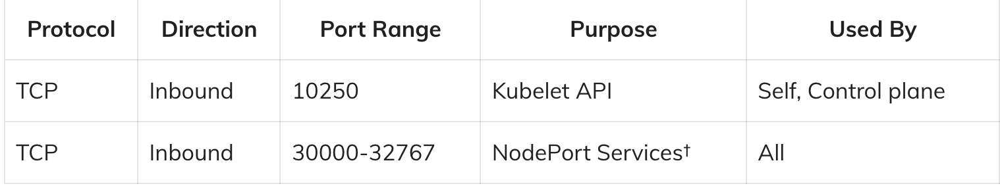 Protocol Direction Port Range Purpose Used By
TCP Inbound 10250 Kubelet API Self, Control plane
TCP Inbound 30000-32767 NodePort Services† All